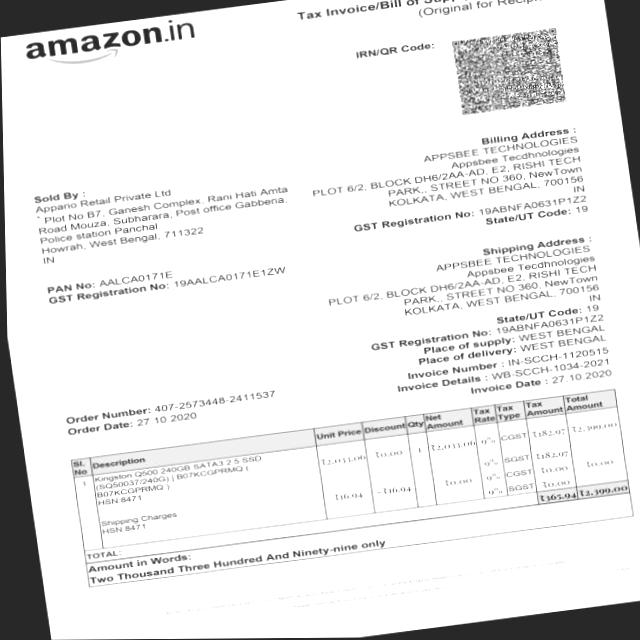 amazon.in
Tax Invoice/Bill of
(Original for
IRN/QR Code:
Sold By :
Appario Retail Private Ltd
* Plot No B7, Ganesh Complex, Rani Hati Amta
Road Mouza, Subharara, Post office Gabberia,
Police station Panchal
Howrah, West Bengal, 711322
IN
PAN No: AALCA0171E
GST Registration No: 19AALCA0171E1ZW
Billing Address :
APPSBEE TECHNOLOGIES
Appsbee Tecdhnologies
PLOT 6/2, BLOCK DH6/2AA-AD, E2, RISHI TECH
PARK,, STREET NO 360, NewTown
KOLKATA, WEST BENGAL, 700156
IN
GST Registration No: 19ABNFA0631P1Z2
State/UT Code: 19
Shipping Address :
APPSBEE TECHNOLOGIES
Appsbee Tecdhnologies
PLOT 6/2, BLOCK DH6/2AA-AD, E2, RISHI TECH
PARK,, STREET NO 360, NewTown
KOLKATA, WEST BENGAL, 700156
IN
State/UT Code: 19
GST Registration No: 19ABNFA0631P1Z2
Place of supply: WEST BENGAL
Place of delivery: WEST BENGAL
Order Number: 407-2573448-2411537
Order Date: 27 10 2020
Invoice Number : IN-SCCH-1120515
Invoice Details : WB-SCCH-1034-2021
Invoice Date : 27 10 2020
Sl. No Description Unit Price Discount Qty Net Amount Tax Rate Tax Type Tax Amount Total Amount
1 Kingston Q500 240GB SATA3 2 5 SSD ₹2,033.06 ₹0.00 1 ₹2,033.06 9% CGST ₹182.97 ₹2,399.00
(SQ50037/240G) | B07KCGPRMQ (
B07KCGPRMQ ) 9% SGST ₹182.97
HSN:8471
Shipping Charges ₹16.94 -₹16.94 ₹0.00 9% CGST ₹0.00 ₹0.00
HSN 8471 9% SGST ₹0.00
TOTAL: ₹365.94 ₹2,399.00
Amount in Words:
Two Thousand Three Hundred And Ninety-nine only